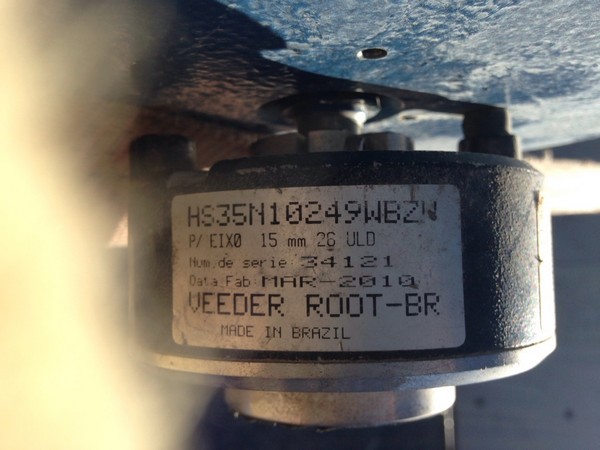 HS35N10249WBZW
P/ EIXO 15 mm 26 ULD
Num.de serie 34121
Data Fab MAR-2010
VEEDER ROOT-BR
MADE IN BRAZIL